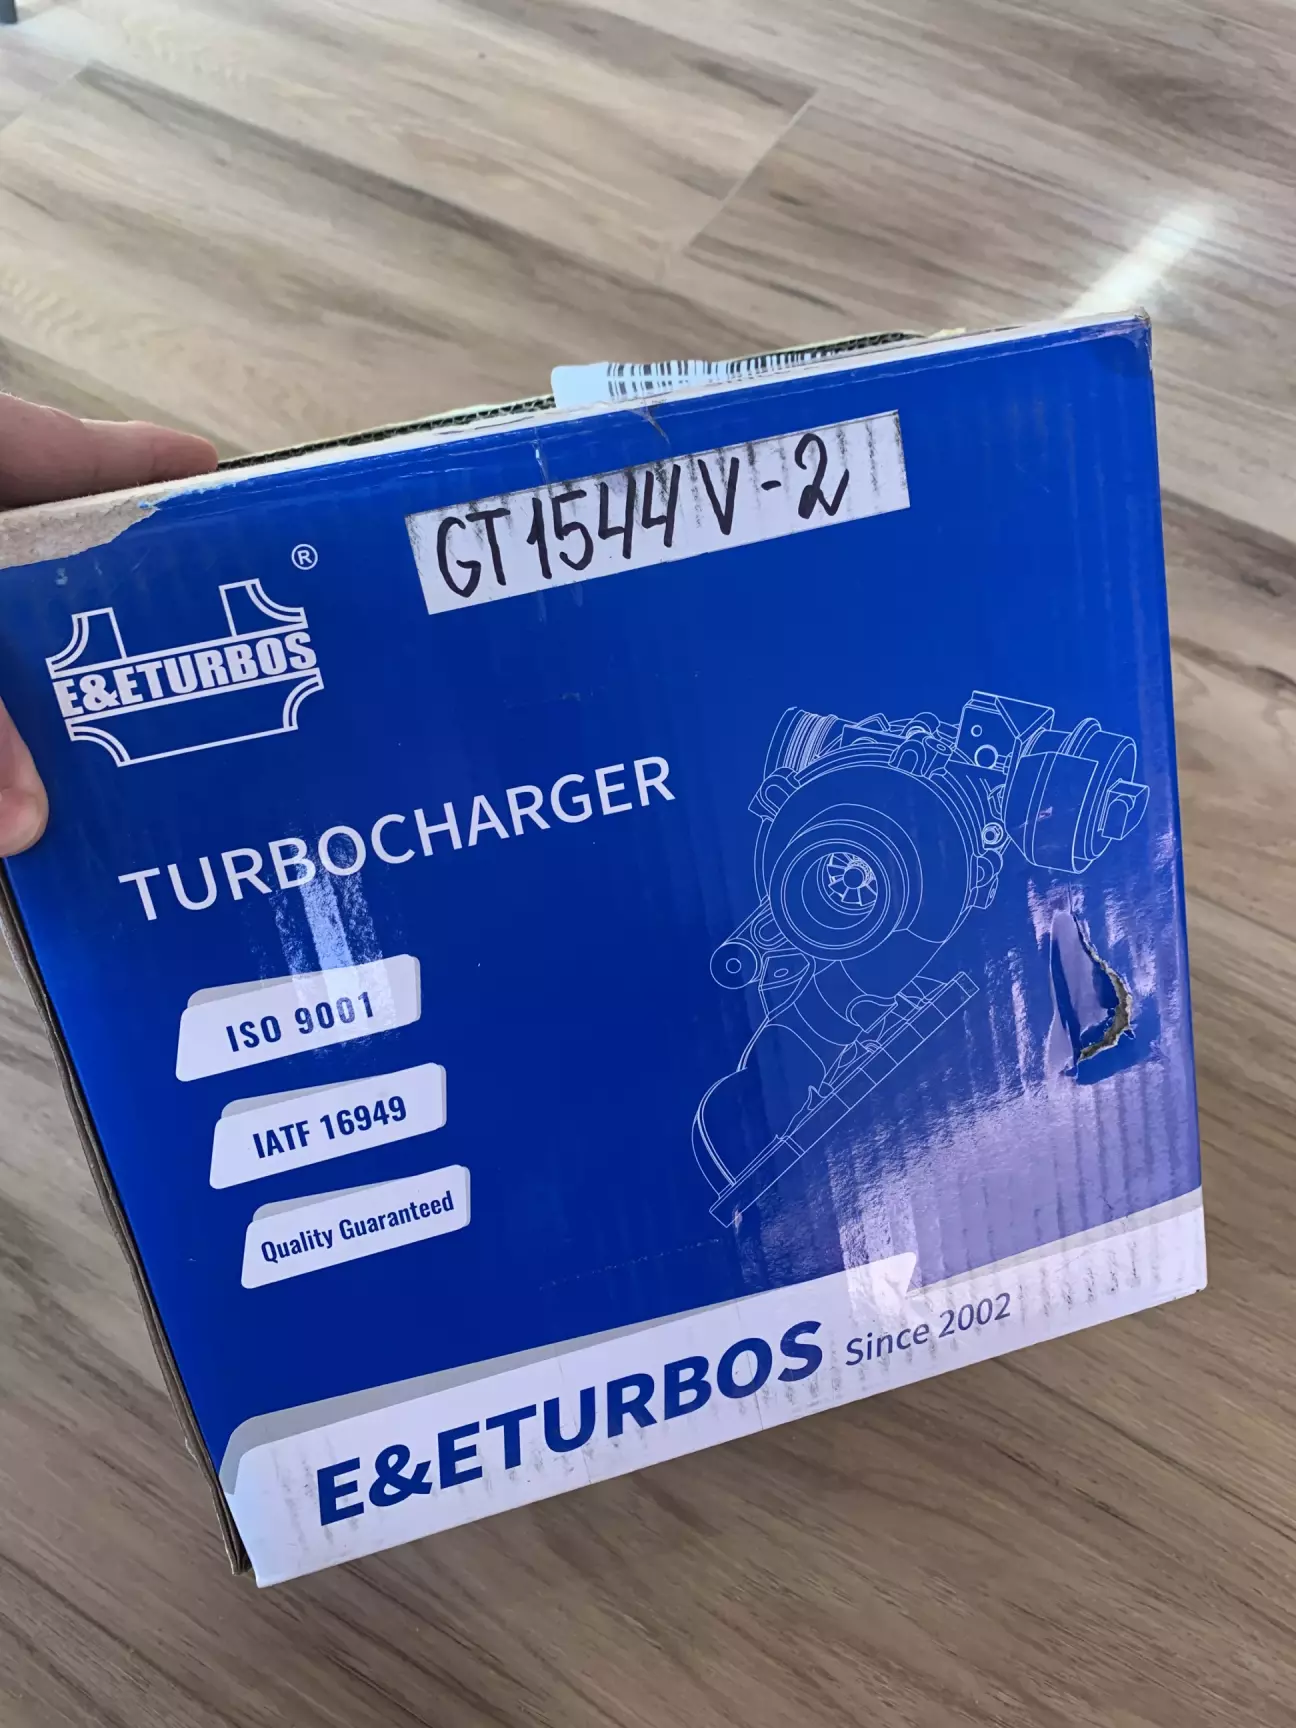 GT1544V-2
®
E&ETURBOS
TURBOCHARGER
ISO 9001
IATF 16949
Quality Guaranteed
E&ETURBOS Since 2002